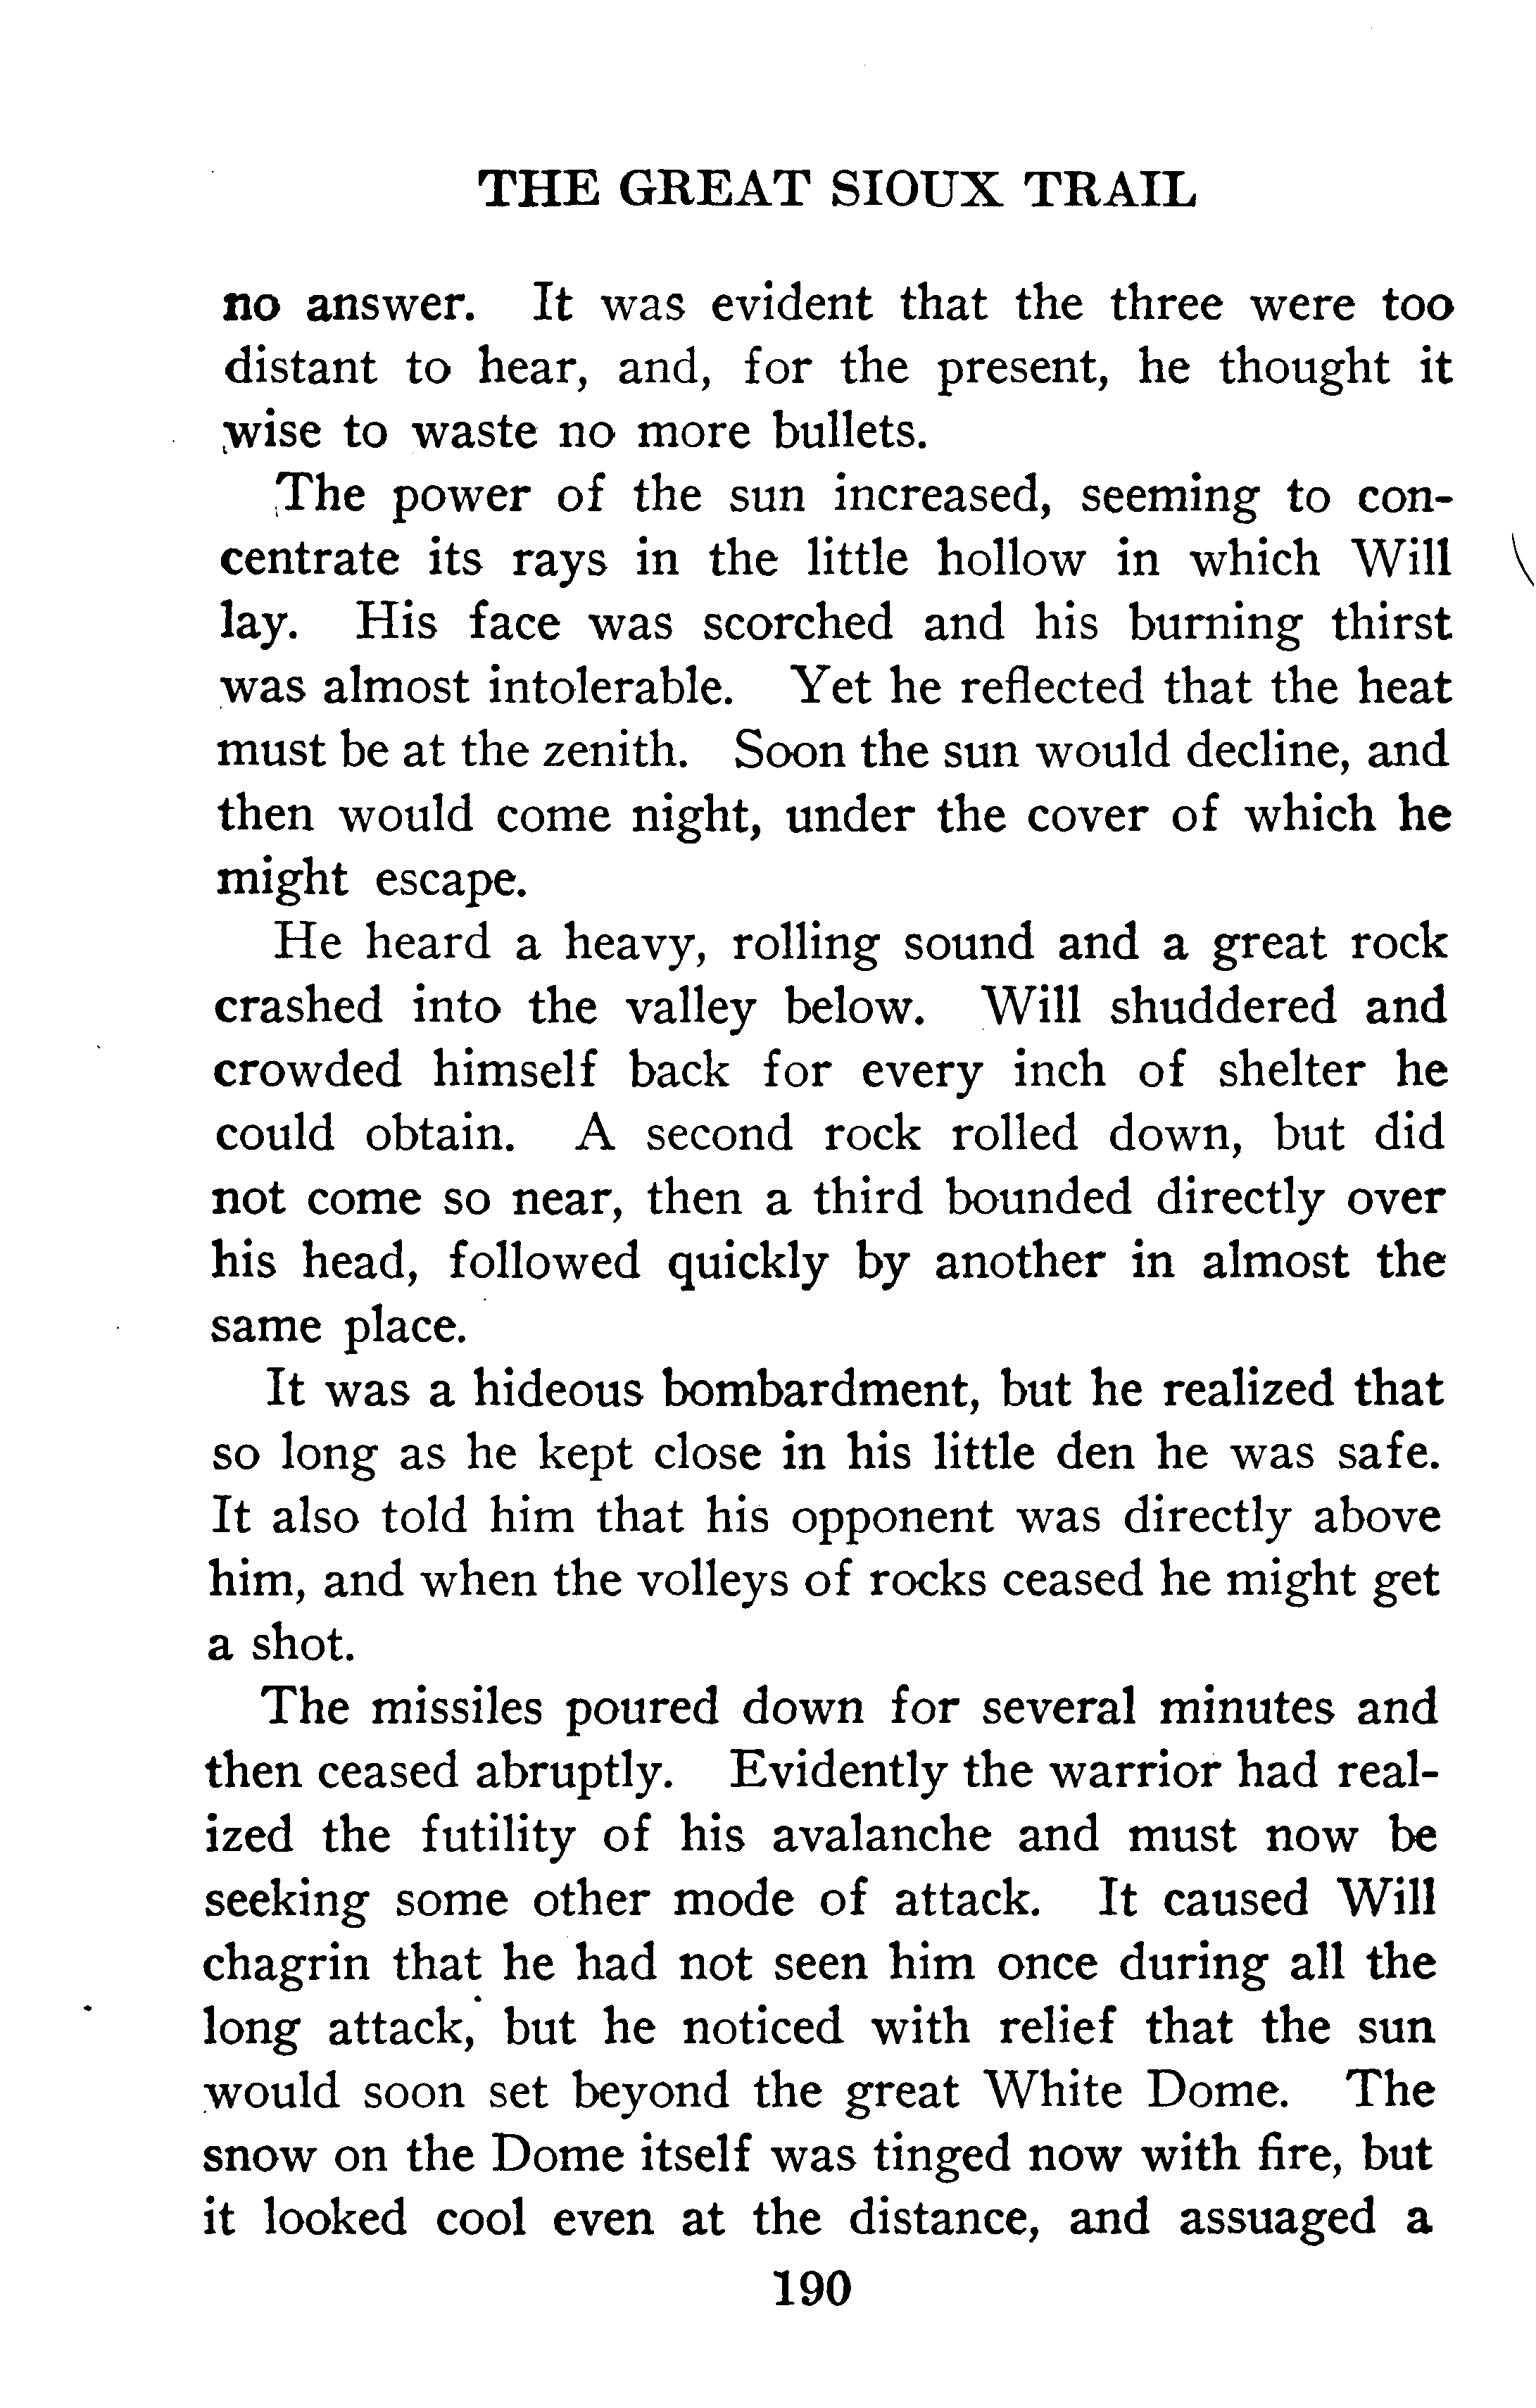 THE GREAT SIOUX TRAIL
no answer. It was evident that the three were too
distant to hear, and, for the present, he thought it
wise to waste no more bullets.
The power of the sun increased, seeming to con-
centrate its rays in the little hollow in which Will
lay. His face was scorched and his burning thirst
was almost intolerable. Yet he reflected that the heat
must be at the zenith. Soon the sun would decline, and
then would come night, under the cover of which he
might escape.
He heard a heavy, rolling sound and a great rock
crashed into the valley below. Will shuddered and
crowded himself back for every inch of shelter he
could obtain. A second rock rolled down, but did
not come so near, then a third bounded directly over
his head, followed quickly by another in almost the
same place.
It was a hideous bombardment, but he realized that
so long as he kept close in his little den he was safe.
It also told him that his opponent was directly above
him, and when the volleys of rocks ceased he might get
a shot.
The missiles poured down for several minutes and
then ceased abruptly. Evidently the warrior had real-
ized the futility of his avalanche and must now be
seeking some other mode of attack. It caused Will
chagrin that he had not seen him once during all the
long attack, but he noticed with relief that the sun
would soon set beyond the great White Dome. The
snow on the Dome itself was tinged now with fire, but
it looked cool even at the distance, and assuaged a
190